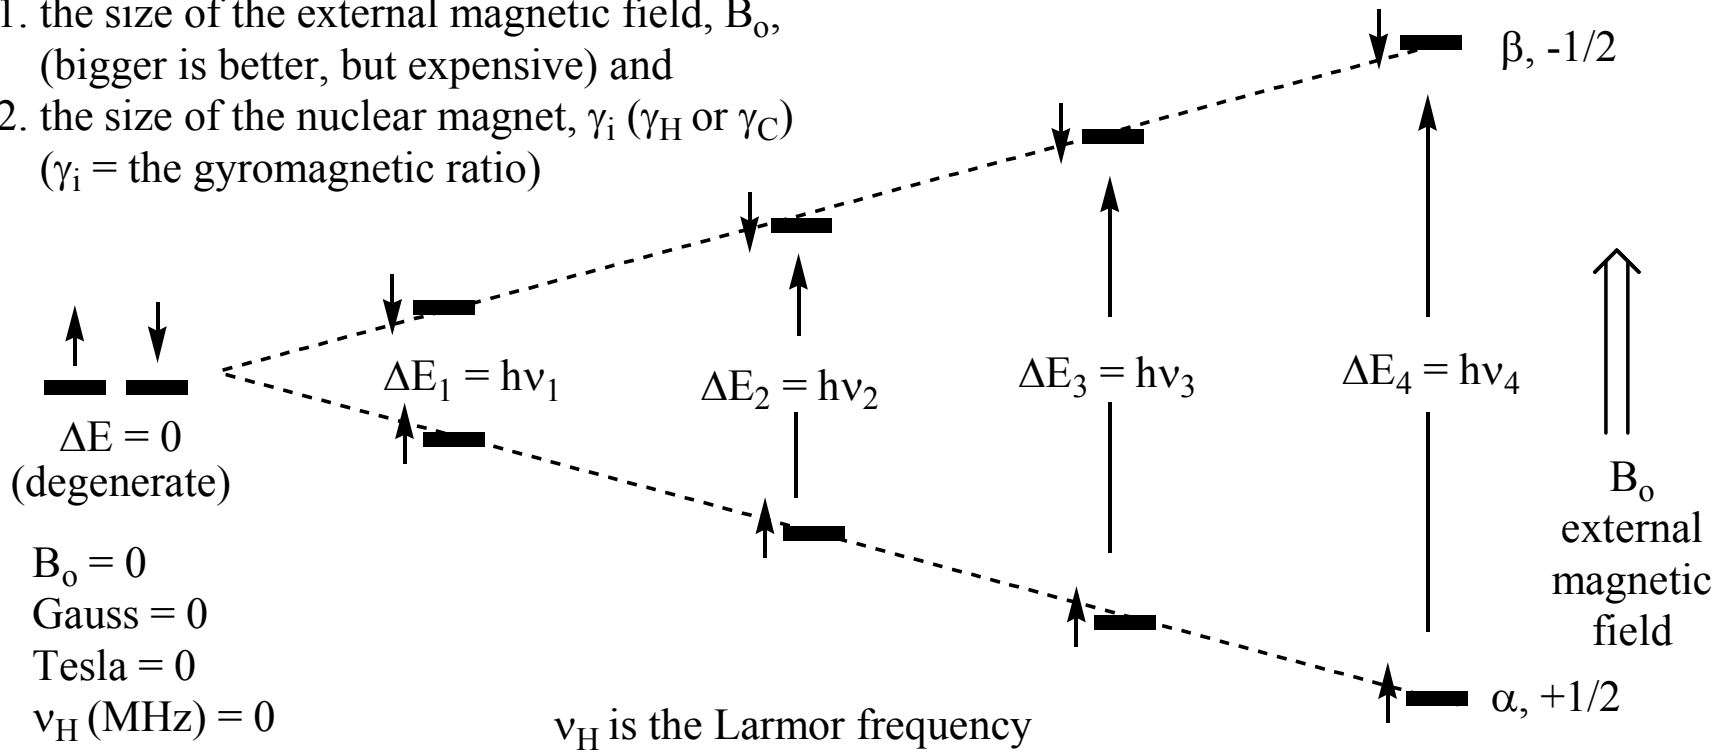 1. the size of the external magnetic field, Bₒ,
(bigger is better, but expensive) and
2. the size of the nuclear magnet, γᵢ (γH or γC)
(γᵢ = the gyromagnetic ratio)
β, -1/2
ΔE₁ = hν₁
ΔE₂ = hν₂
ΔE₃ = hν₃
ΔE₄ = hν₄
ΔE = 0
(degenerate)
Bₒ
external
magnetic
field
Bₒ = 0
Gauss = 0
Tesla = 0
νH (MHz) = 0
νH is the Larmor frequency
α, +1/2